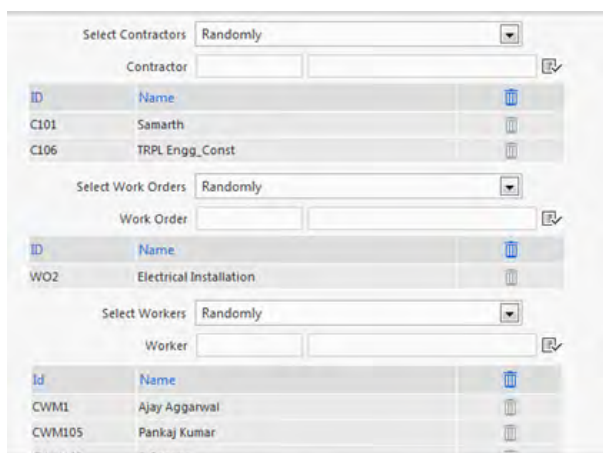 Select Contractors Randomly
Contractor
ID Name
C101 Samarth
C106 TRPL Engg_Const
Select Work Orders Randomly
Work Order
ID Name
WO2 Electrical Installation
Select Workers Randomly
Worker
Id Name
CWM1 Ajay Aggarwal
CWM105 Pankaj Kumar